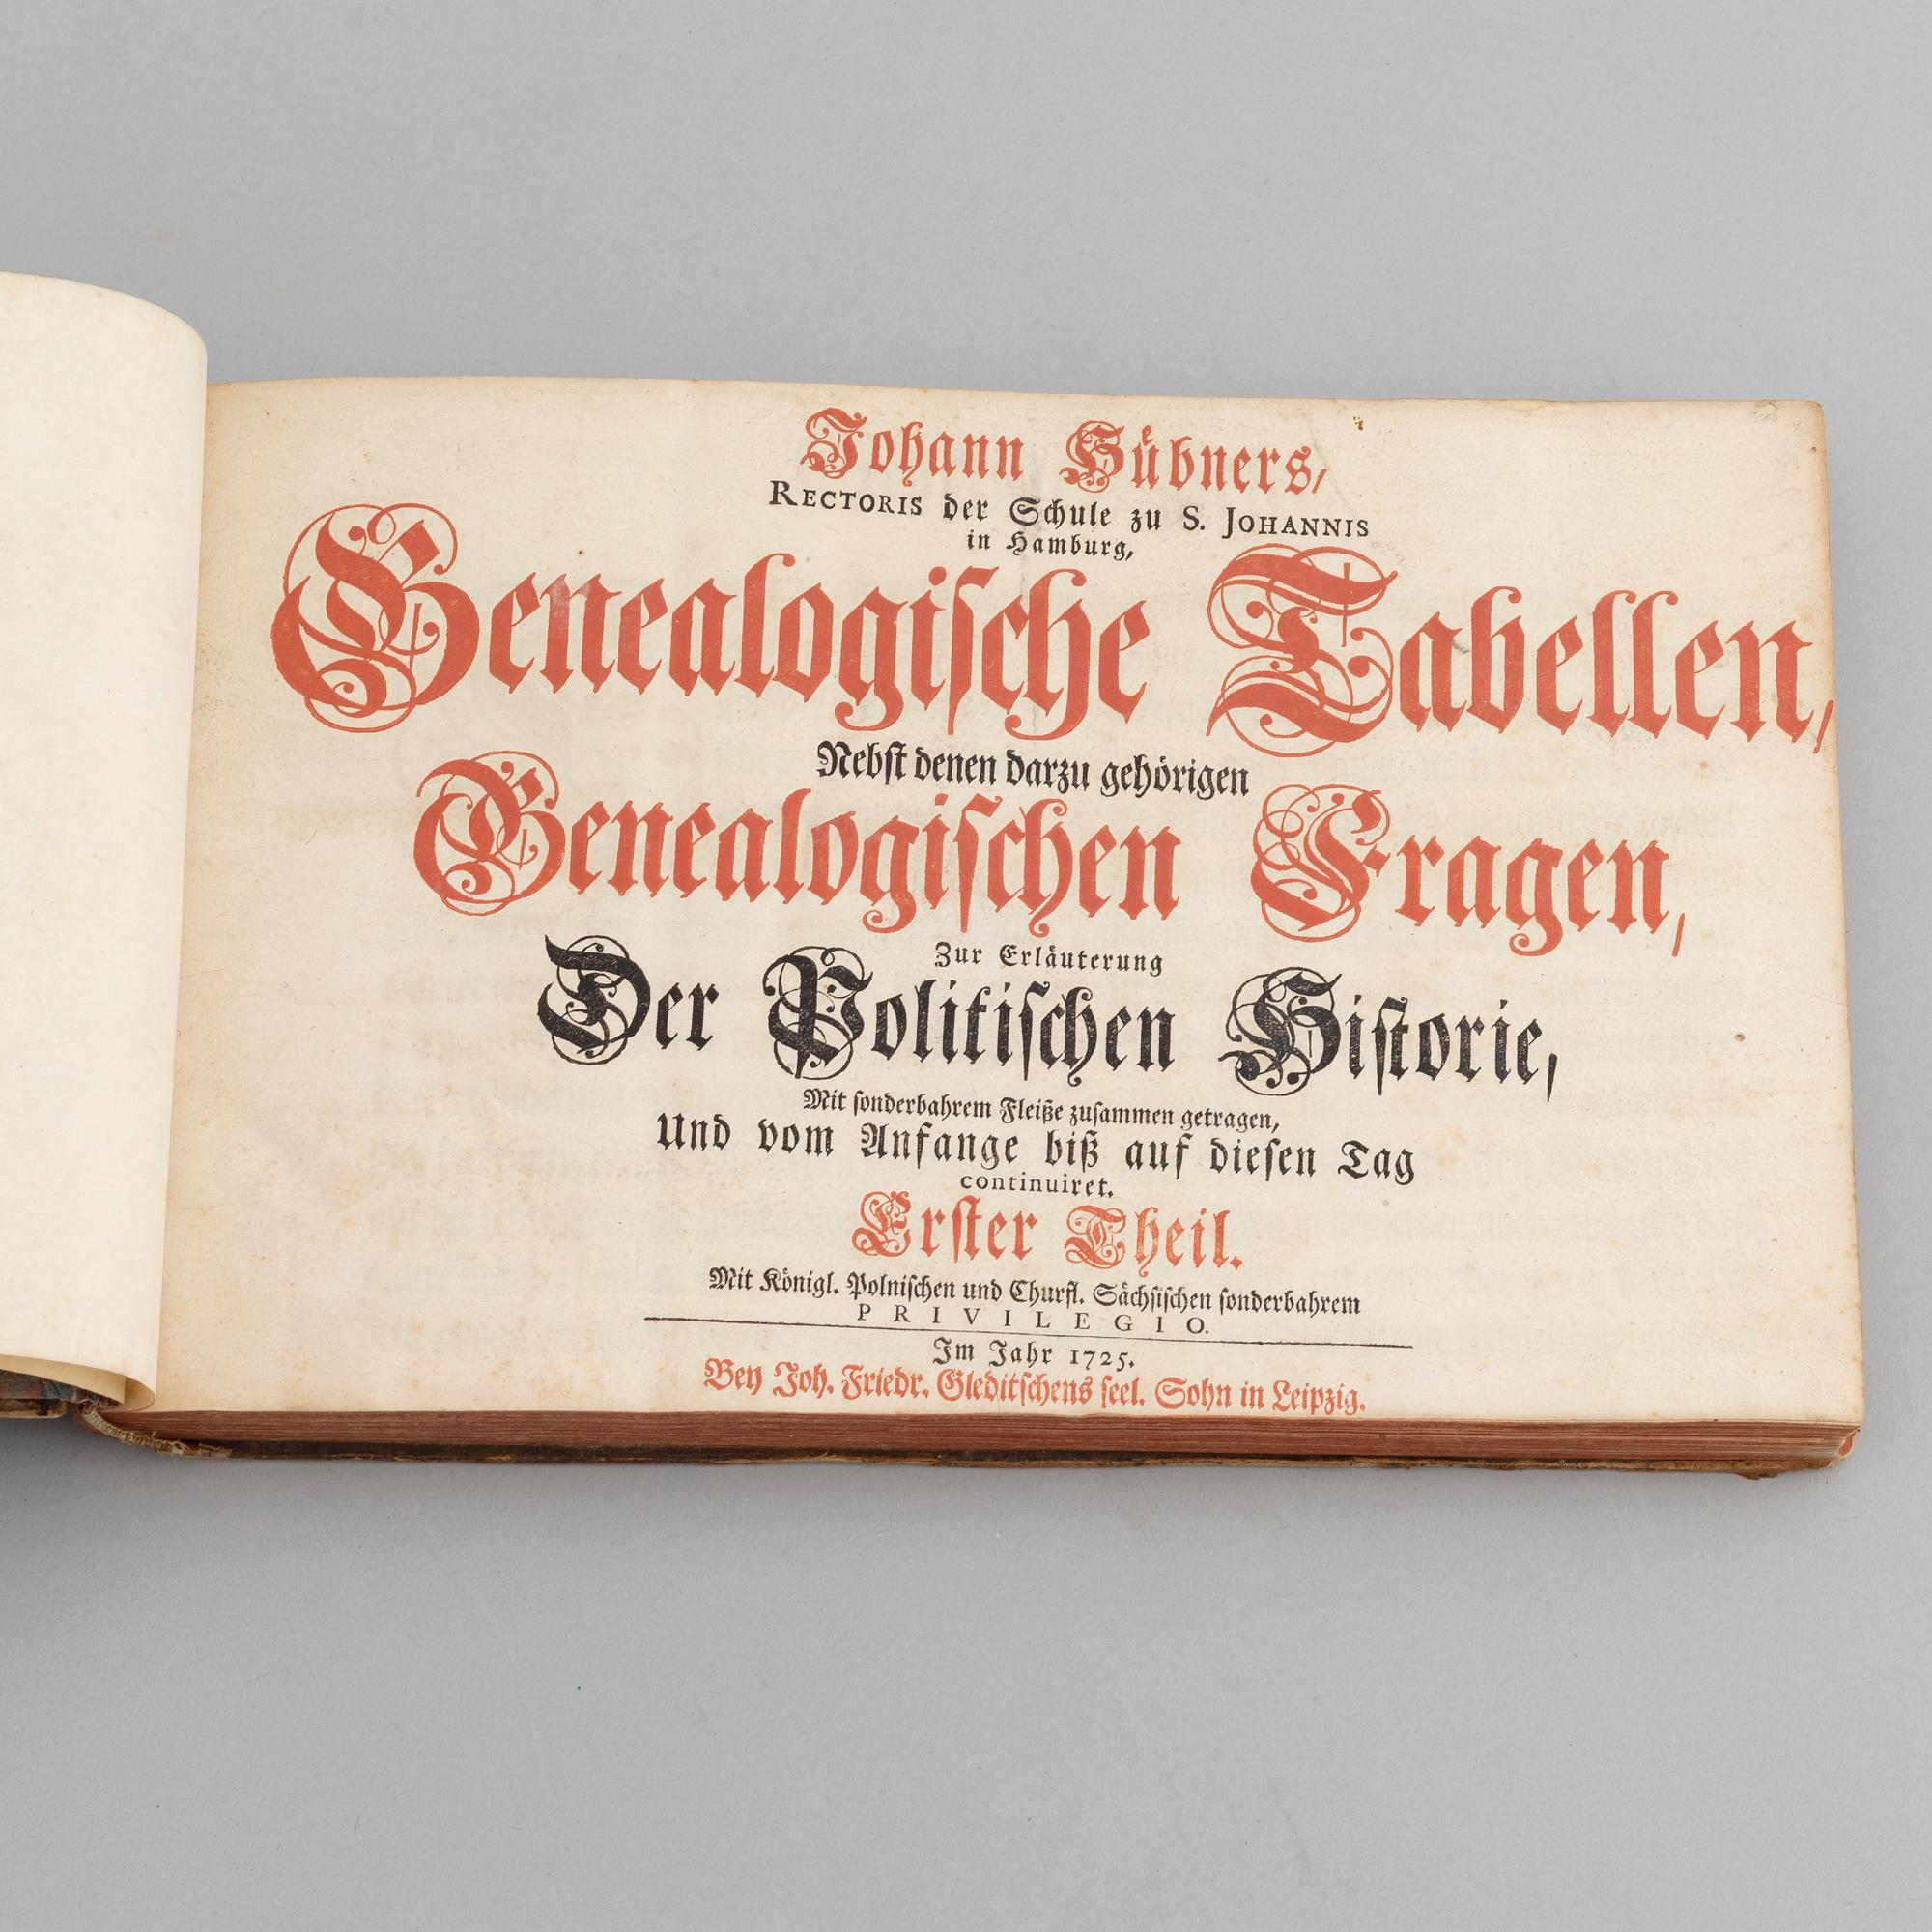 Johann Hübners,
RECTORIS der Schule zu S. JOHANNIS
in Hamburg,
Genealogiſche Tabellen,
Nebſt denen darzu gehörigen
Genealogiſchen Fragen,
Zur Erläuterung
Der Politiſchen Hiſtorie,
Mit ſonderbahrem Fleiße zuſammen getragen,
Und vom Anfange biß auf dieſen Tag
continuiret.
Erſter Theil.
Mit Königl. Polniſchen und Churfl. Sächſiſchen ſonderbahrem
PRIVILEGIO.
Im Jahr 1725.
Bey Joh. Friedr. Gleditſchens ſeel. Sohn in Leipzig.